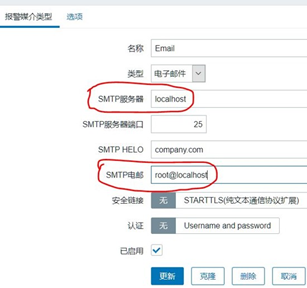 报警媒介类型 选项
名称 Email
类型 电子邮件
SMTP服务器 localhost
SMTP服务器端口 25
SMTP HELO company.com
SMTP电邮 root@localhost
安全链接 无 STARTTLS(纯文本通信协议扩展)
认证 无 Username and password
已启用
更新 克隆 删除 取消